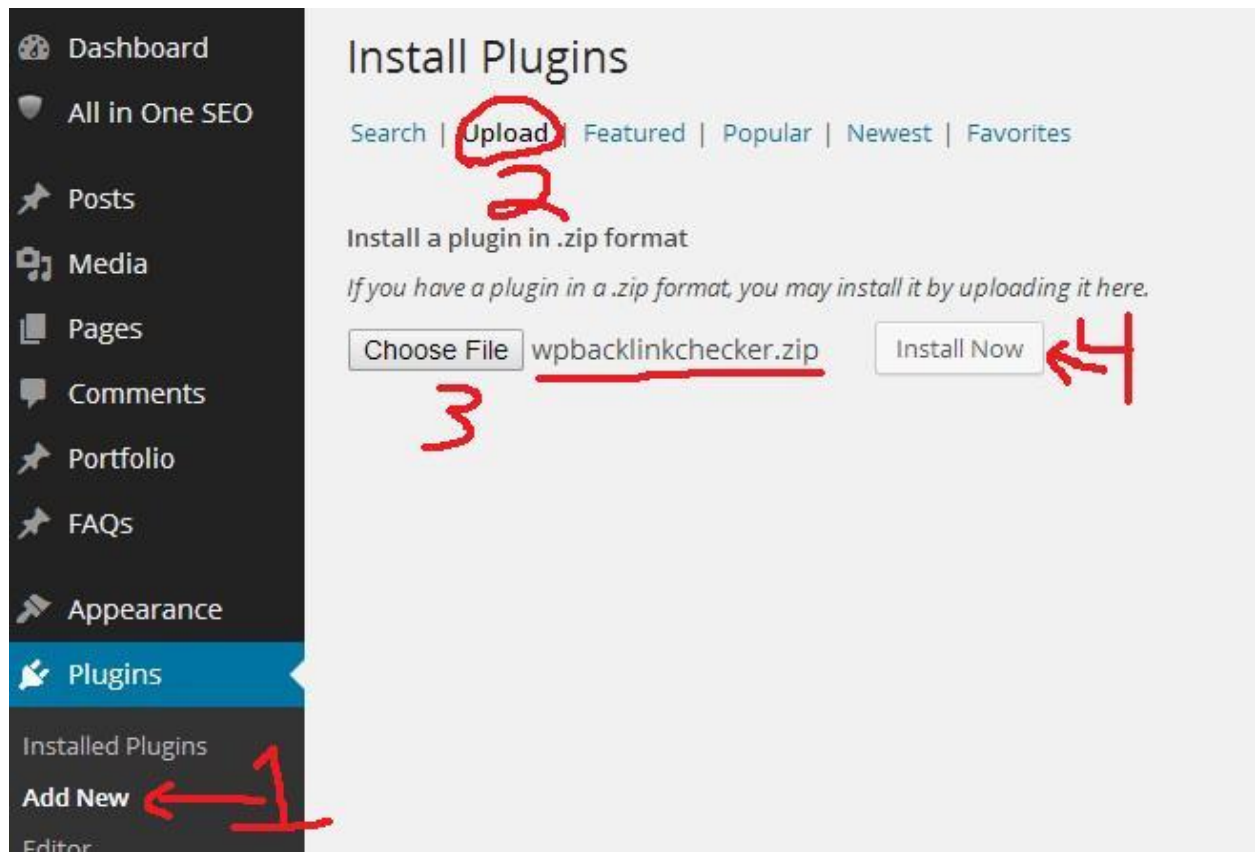 Dashboard
All in One SEO
Posts
Media
Pages
Comments
Portfolio
FAQs
Appearance
Plugins
Installed Plugins
Add New
1
Editor
Install Plugins
Search | Upload | Featured | Popular | Newest | Favorites
2
Install a plugin in .zip format
If you have a plugin in a .zip format, you may install it by uploading it here.
Choose File wpbacklinkchecker.zip Install Now 4
3